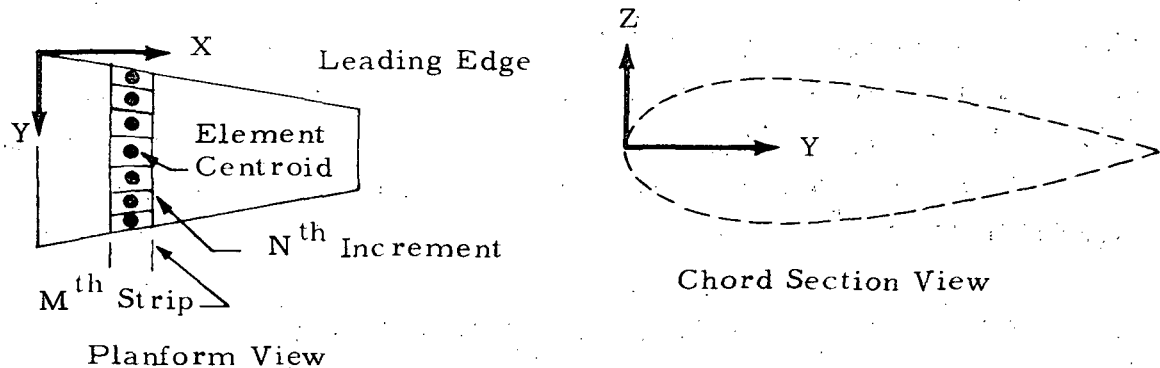 X
Leading Edge
Y
Element
Centroid
N th Increment
M th Strip
Planform View
Z
Y
Chord Section View